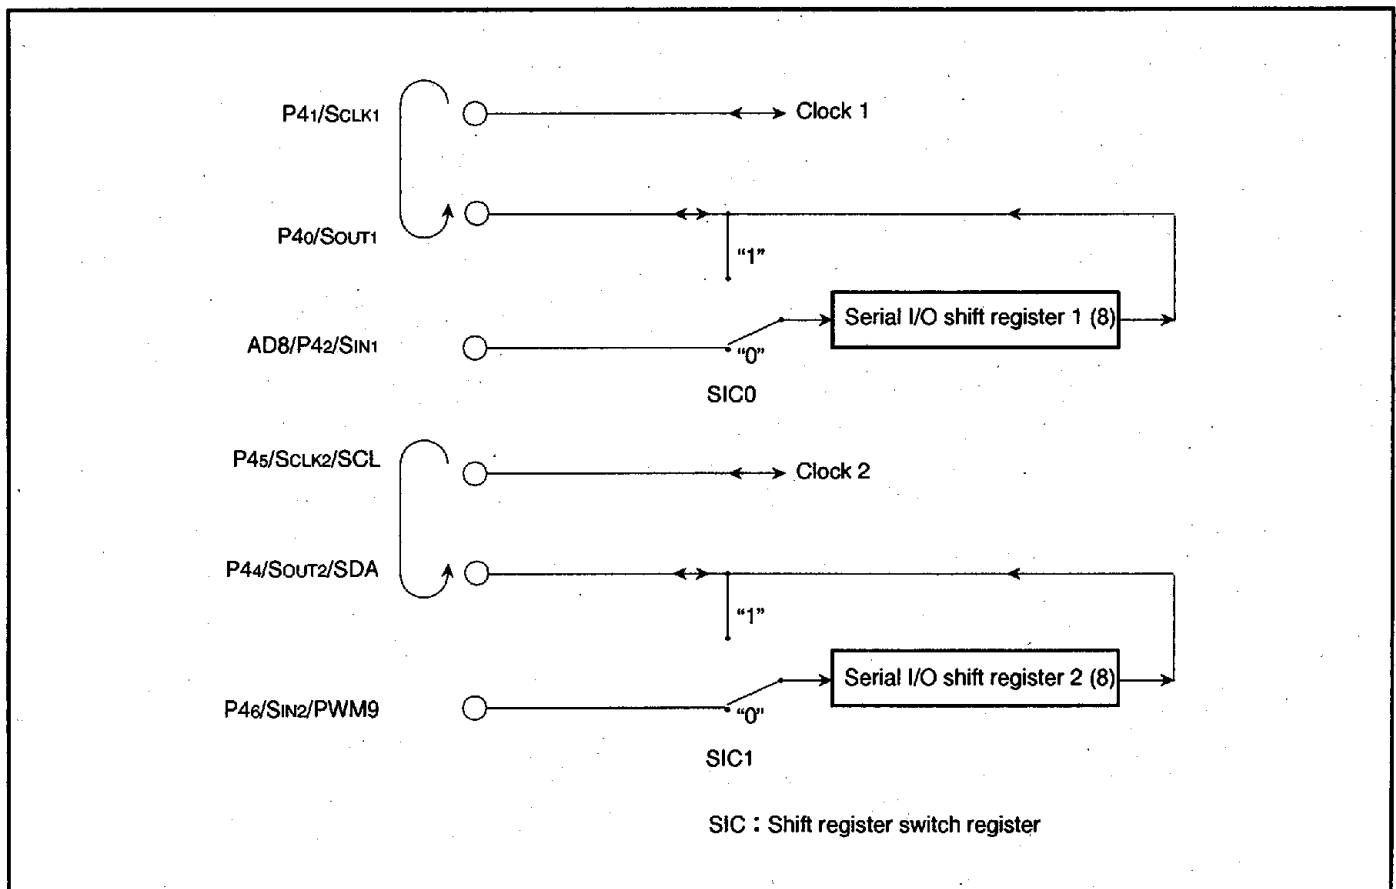 P41/SCLK1
Clock 1
P40/SOUT1
“1”
AD8/P42/SIN1
Serial I/O shift register 1 (8)
“0”
SIC0
P45/SCLK2/SCL
Clock 2
P44/SOUT2/SDA
“1”
P46/SIN2/PWM9
Serial I/O shift register 2 (8)
“0”
SIC1
SIC : Shift register switch register